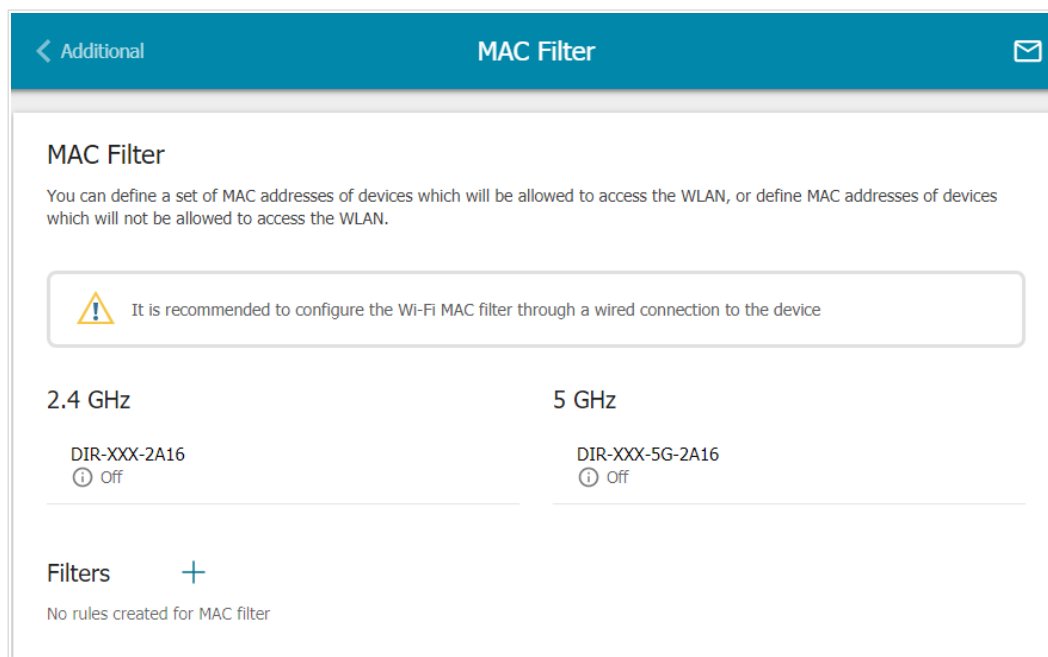 Additional
MAC Filter
MAC Filter
You can define a set of MAC addresses of devices which will be allowed to access the WLAN, or define MAC addresses of devices
which will not be allowed to access the WLAN.
It is recommended to configure the Wi-Fi MAC filter through a wired connection to the device
2.4 GHz
DIR-XXX-2A16
Off
5 GHz
DIR-XXX-5G-2A16
Off
Filters
No rules created for MAC filter